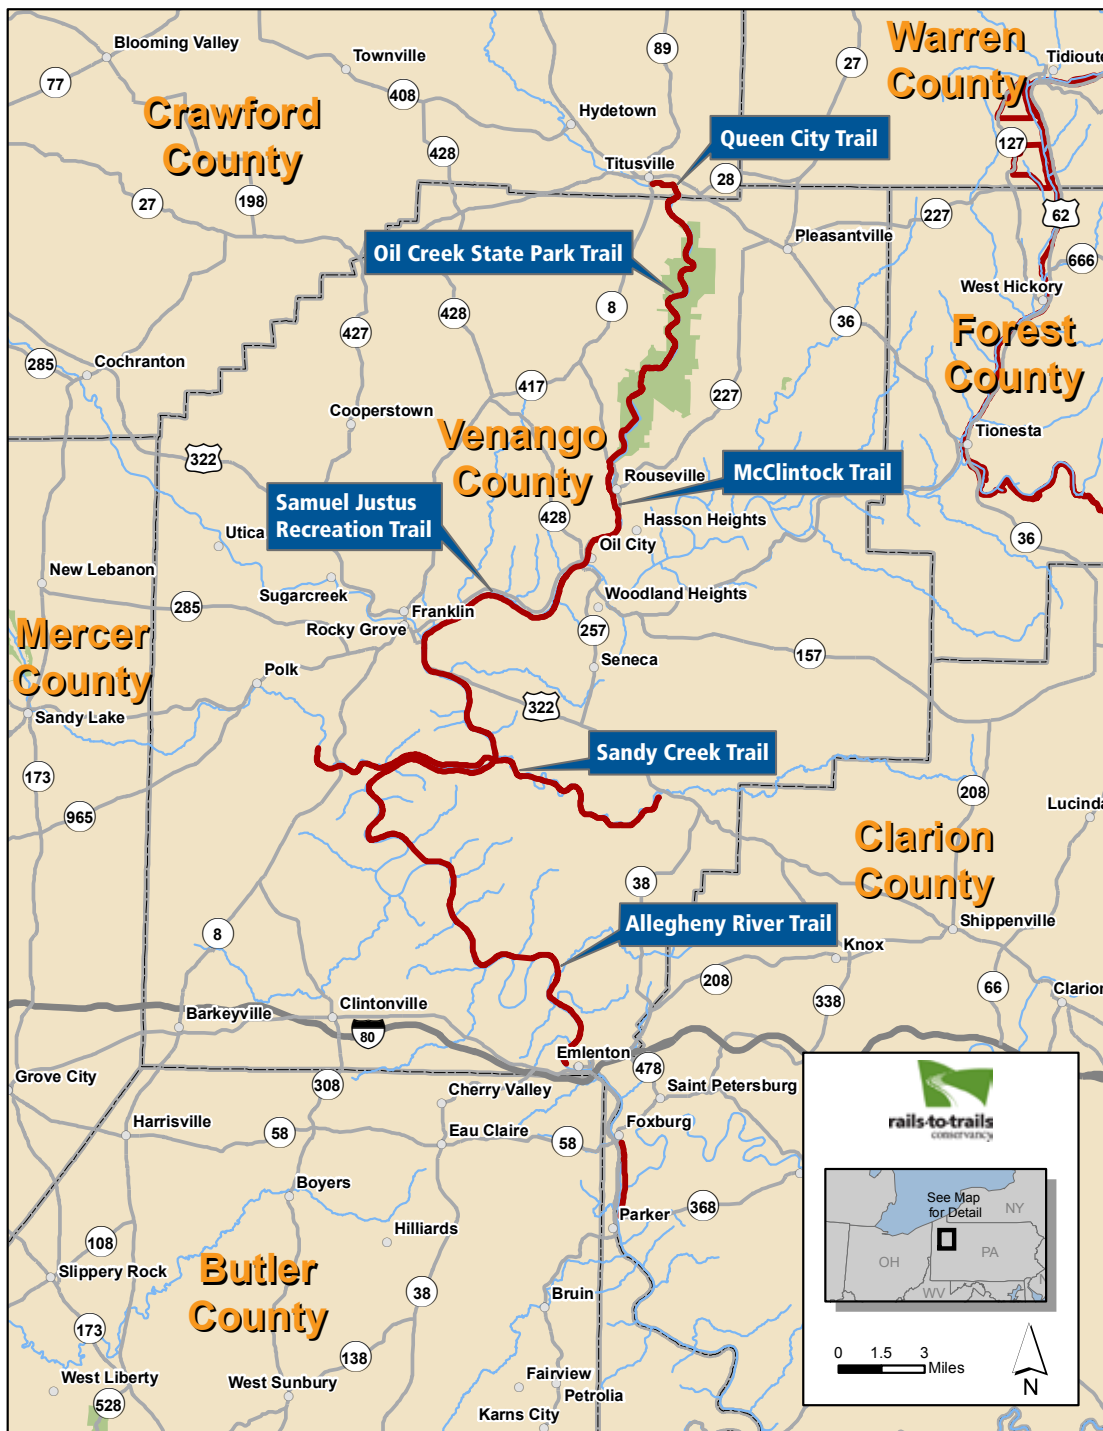 Blooming Valley
Townville
89
27
Warren
County
Tidioute
77
408
Crawford
County
Hydetown
428
Queen City Trail
127
Titusville
28
27
198
227
62
Pleasantville
Oil Creek State Park Trail
666
West Hickory
8
428
427
36
Forest
County
285
Cochranton
417
227
Cooperstown
Venango
County
Tionesta
322
McClintock Trail
Rouseville
Samuel Justus
Recreation Trail
428
Hasson Heights
36
Utica
Oil City
New Lebanon
Sugarcreek
Woodland Heights
285
Franklin
Mercer
County
Rocky Grove
257
157
Seneca
Polk
322
Sandy Lake
Sandy Creek Trail
173
208
965
Lucinda
Clarion
County
38
Allegheny River Trail
Shippenville
8
Knox
208
66
Clarion
338
Clintonville
Barkeyville
80
Emlenton
478
Grove City
308
Cherry Valley
Saint Petersburg
Harrisville
58
Eau Claire
58
Foxburg
rails-to-trails
conservancy
Boyers
368
Parker
Hilliards
See Map
for Detail
NY
108
PA
OH
Slippery Rock
Butler
County
38
Bruin
WV
N
173
0 1.5 3
Miles
138
West Liberty
West Sunbury
Fairview
Petrolia
N
528
Karns City